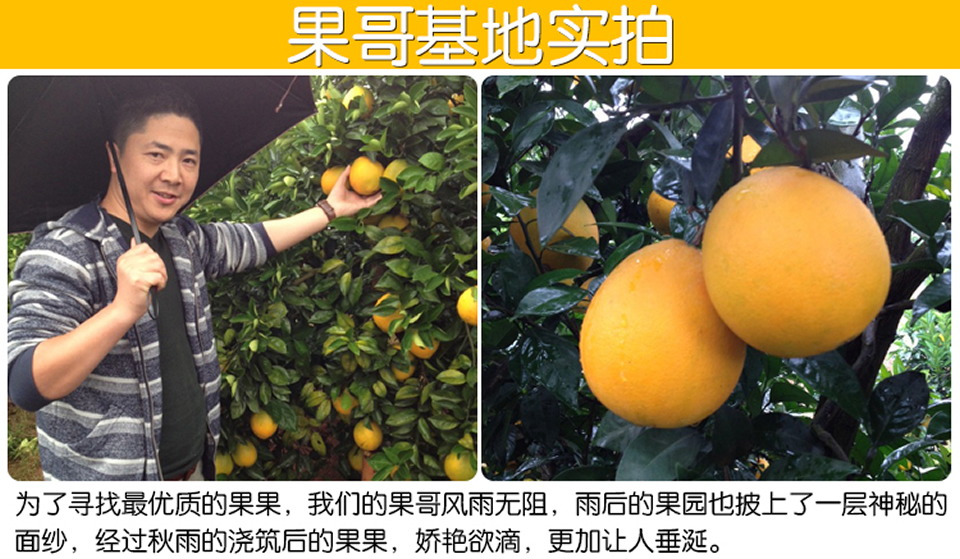 果哥基地实拍
为了寻找最优质的果果，我们的果哥风雨无阻，雨后的果园也披上了一层神秘的
面纱，经过秋雨的浇筑后的果果，娇艳欲滴，更加让人垂涎。